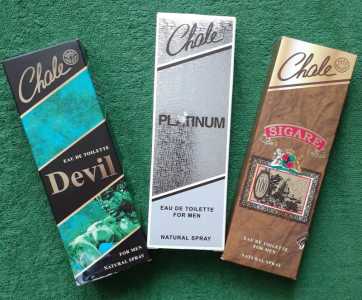 Chale
EAU DE TOILETTE
Devil
FOR MEN
NATURAL SPRAY
Chale
PLATINUM
EAU DE TOILETTE
FOR MEN
NATURAL SPRAY
Chale
SIGARE
EAU DE TOILETTE
FOR MEN
NATURAL SPRAY